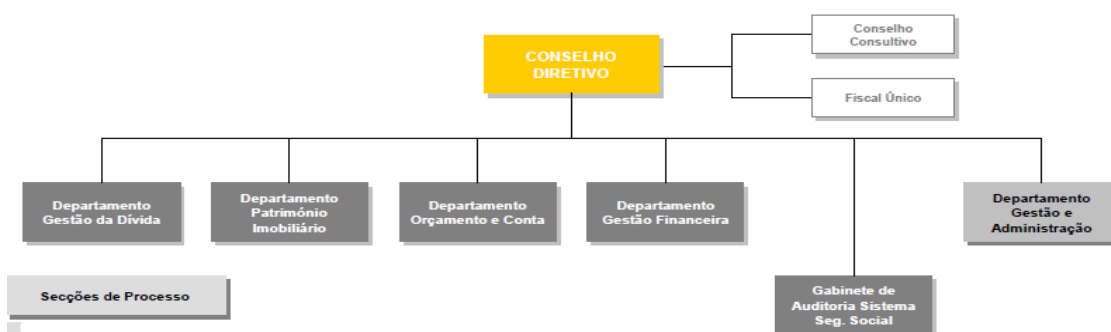 Conselho
Consultivo
CONSELHO
DIRETIVO
Fiscal Único
Departamento
Gestão da Dívida
Departamento
Património
Imobiliário
Departamento
Orçamento e Conta
Departamento
Gestão Financeira
Departamento
Gestão e
Administração
Secções de Processo
Gabinete de
Auditoria Sistema
Seg. Social